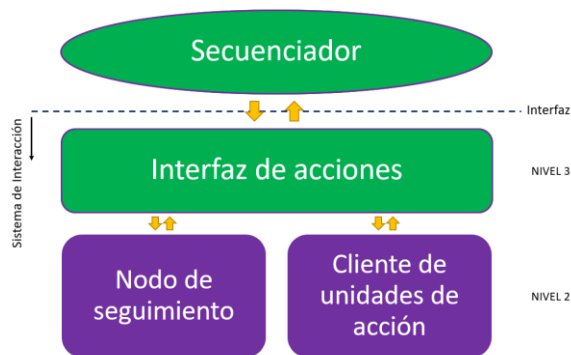 Secuenciador
Interfaz
Sistema de Interacción
Interfaz de acciones
NIVEL 3
Nodo de
seguimiento
Cliente de
unidades de
acción
NIVEL 2